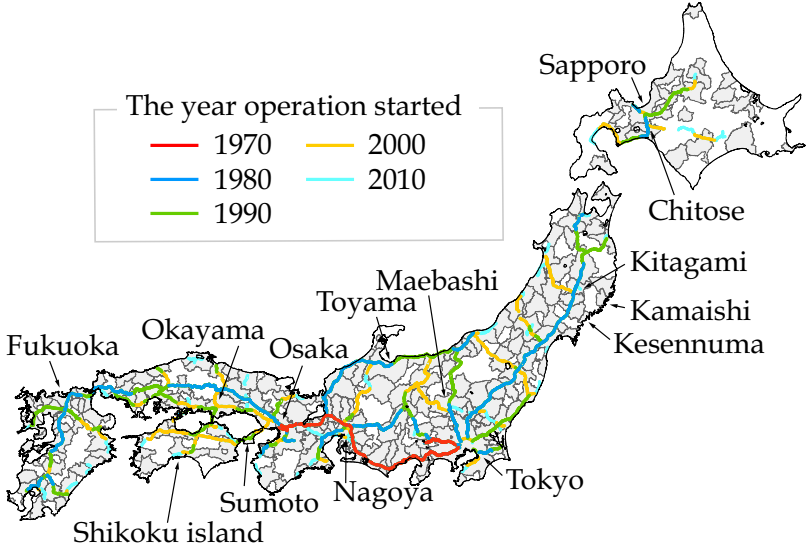 Sapporo
The year operation started
1970
2000
1980
2010
1990
Chitose
Kitagami
Maebashi
Toyama
Kamaishi
Okayama
Kesennuma
Fukuoka
Osaka
Tokyo
Nagoya
Sumoto
Shikoku island